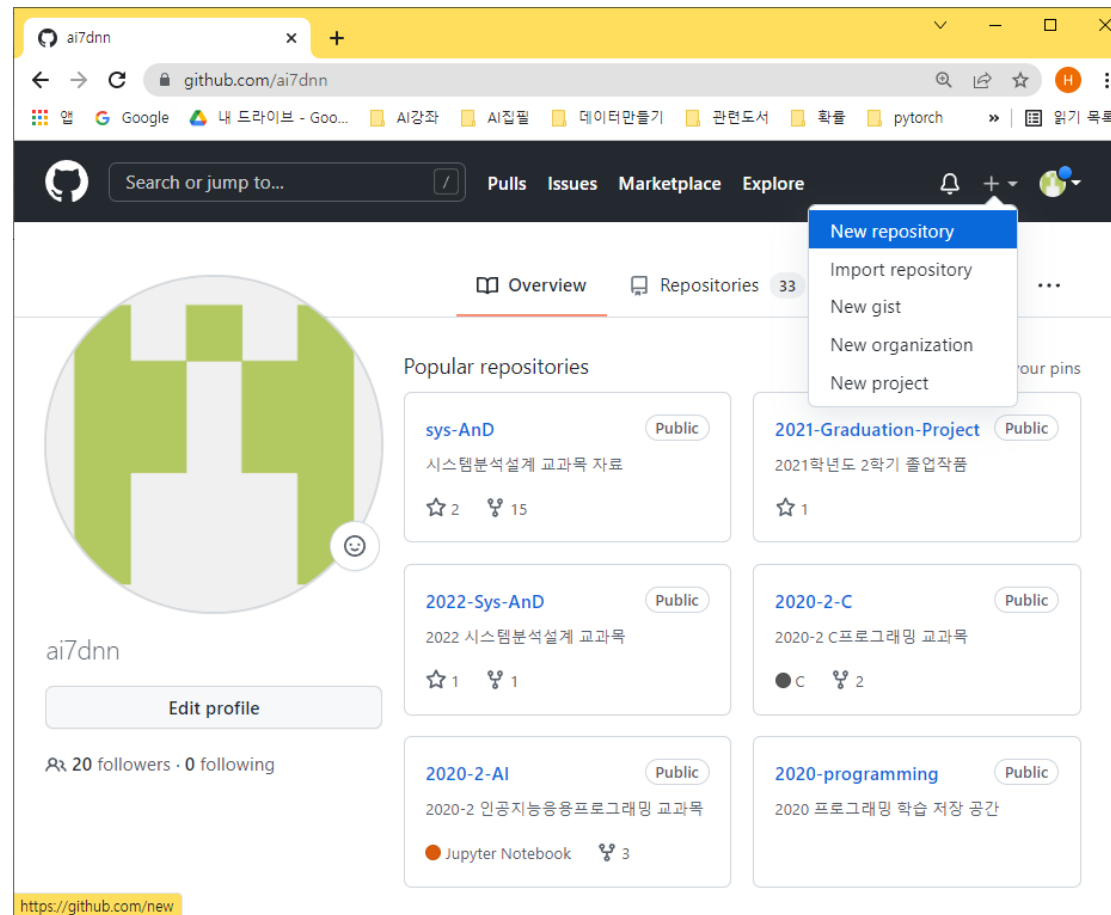 ai7dnn
github.com/ai7dnn
H
앱 Google 내 드라이브 - Goo... AI강좌 AI집필 데이터만들기 관련도서 확률 pytorch » 읽기 목록
Search or jump to... / Pulls Issues Marketplace Explore
New repository
Import repository
New gist
New organization
New project
Overview Repositories 33 ...
Popular repositories your pins
sys-AnD Public
시스템분석설계 교과목 자료
2 15
2021-Graduation-Project Public
2021학년도 2학기 졸업작품
1
2022-Sys-AnD Public
2022 시스템분석설계 교과목
1 1
2020-2-C Public
2020-2 C프로그래밍 교과목
C 2
2020-2-AI Public
2020-2 인공지능응용프로그래밍 교과목
Jupyter Notebook 3
2020-programming Public
2020 프로그래밍 학습 저장 공간
ai7dnn
Edit profile
20 followers · 0 following
https://github.com/new